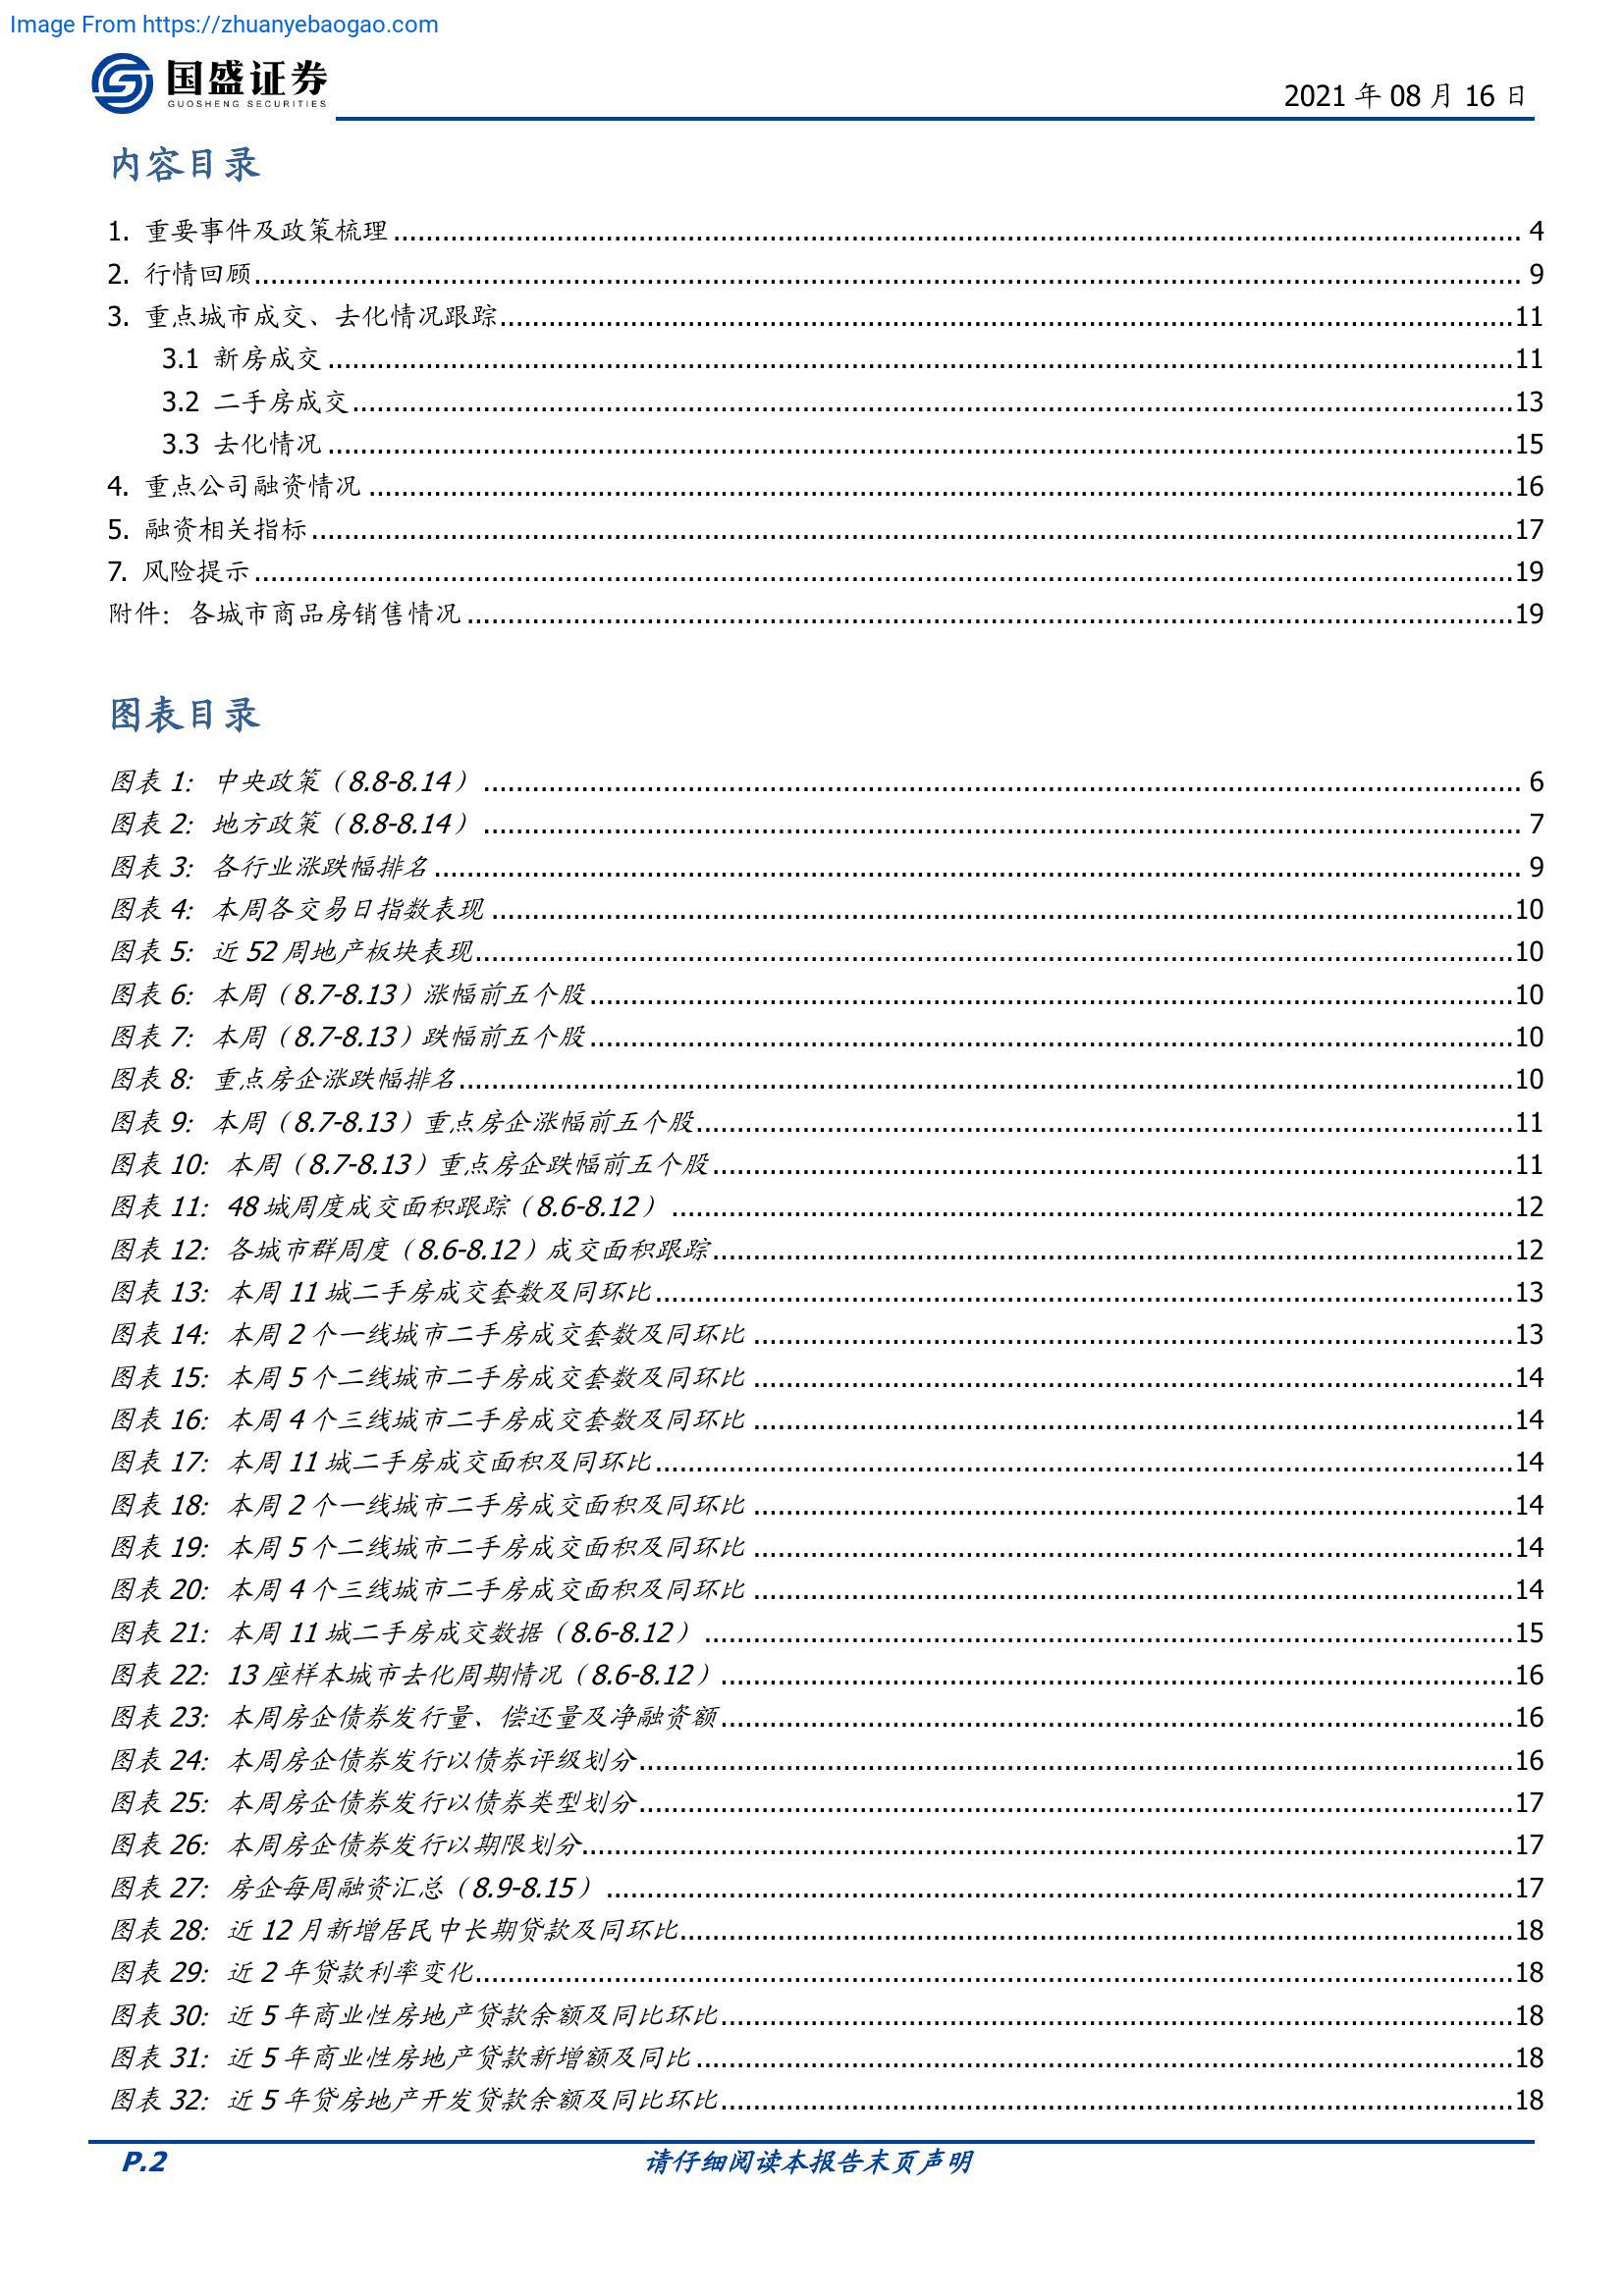 Image From https://zhuanyebaogao.com
国盛证券
GUOSHENG SECURITIES
2021 年 08 月 16 日
内容目录
1. 重要事件及政策梳理 4
2. 行情回顾 9
3. 重点城市成交、去化情况跟踪 11
3.1 新房成交 11
3.2 二手房成交 13
3.3 去化情况 15
4. 重点公司融资情况 16
5. 融资相关指标 17
7. 风险提示 19
附件：各城市商品房销售情况 19
图表目录
图表 1：中央政策（8.8-8.14） 6
图表 2：地方政策（8.8-8.14） 7
图表 3：各行业涨跌幅排名 9
图表 4：本周各交易日指数表现 10
图表 5：近 52 周地产板块表现 10
图表 6：本周（8.7-8.13）涨幅前五个股 10
图表 7：本周（8.7-8.13）跌幅前五个股 10
图表 8：重点房企涨跌幅排名 10
图表 9：本周（8.7-8.13）重点房企涨幅前五个股 11
图表 10：本周（8.7-8.13）重点房企跌幅前五个股 11
图表 11：48 城周度成交面积跟踪（8.6-8.12） 12
图表 12：各城市群周度（8.6-8.12）成交面积跟踪 12
图表 13：本周 11 城二手房成交套数及同环比 13
图表 14：本周 2 个一线城市二手房成交套数及同环比 13
图表 15：本周 5 个二线城市二手房成交套数及同环比 14
图表 16：本周 4 个三线城市二手房成交套数及同环比 14
图表 17：本周 11 城二手房成交面积及同环比 14
图表 18：本周 2 个一线城市二手房成交面积及同环比 14
图表 19：本周 5 个二线城市二手房成交面积及同环比 14
图表 20：本周 4 个三线城市二手房成交面积及同环比 14
图表 21：本周 11 城二手房成交数据（8.6-8.12） 15
图表 22：13 座样本城市去化周期情况（8.6-8.12） 16
图表 23：本周房企债券发行量、偿还量及净融资额 16
图表 24：本周房企债券发行以债券评级划分 16
图表 25：本周房企债券发行以债券类型划分 17
图表 26：本周房企债券发行以期限划分 17
图表 27：房企每周融资汇总（8.9-8.15） 17
图表 28：近 12 月新增居民中长期贷款及同环比 18
图表 29：近 2 年贷款利率变化 18
图表 30：近 5 年商业性房地产贷款余额及同比环比 18
图表 31：近 5 年商业性房地产贷款新增额及同比 18
图表 32：近 5 年贷房地产开发贷款余额及同比环比 18
P.2
请仔细阅读本报告末页声明